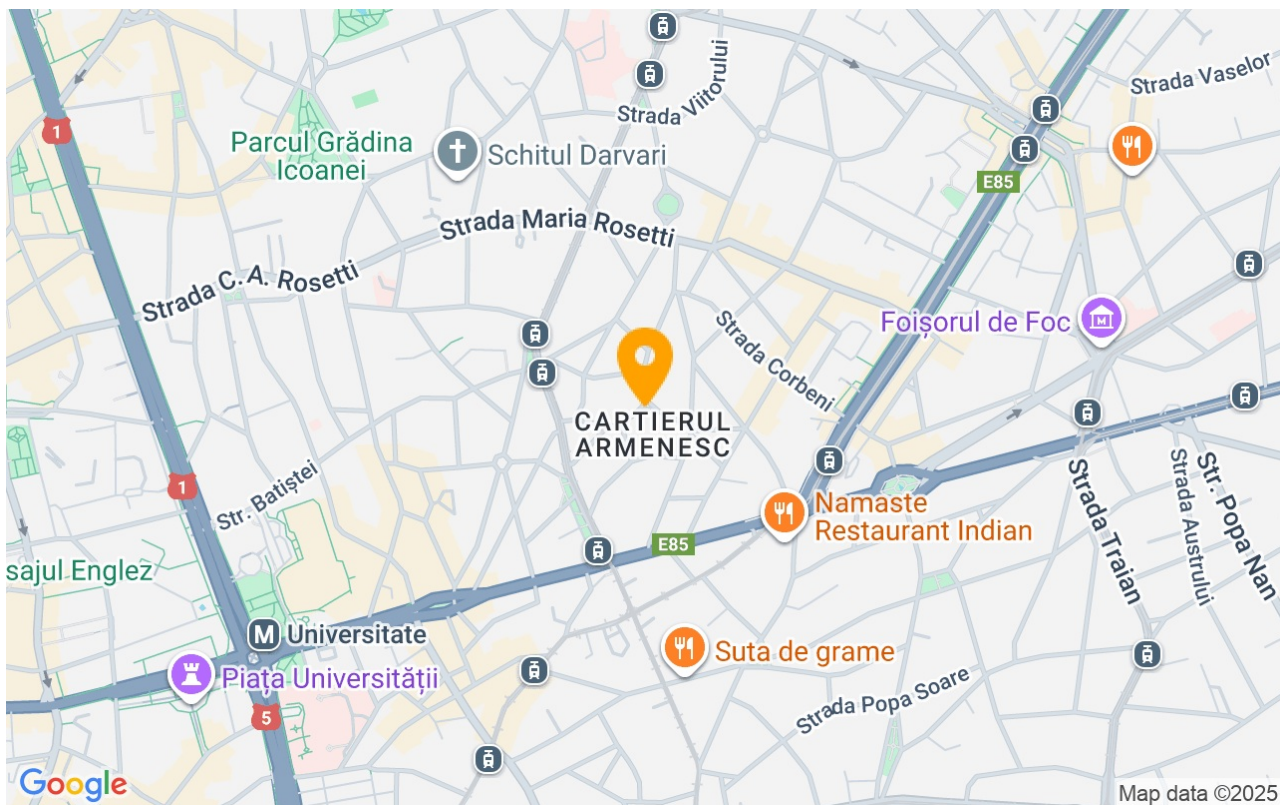 Strada Viitorului
Strada Vaselor
1
Parcul Grădina
Icoanei
Schitul Darvari
E85
Strada Maria Rosetti
Strada C. A. Rosetti
Foișorul de Foc
M
Strada Corbeni
CARTIERUL
ARMENESC
1
Str. Batiștei
Namaste
Restaurant Indian
E85
Strada Traian
Strada Austrului
Str. Popa Nan
sajul Englez
M
Universitate
Suta de grame
Piața Universității
5
Strada Popa Soare
Google
Map data ©2025